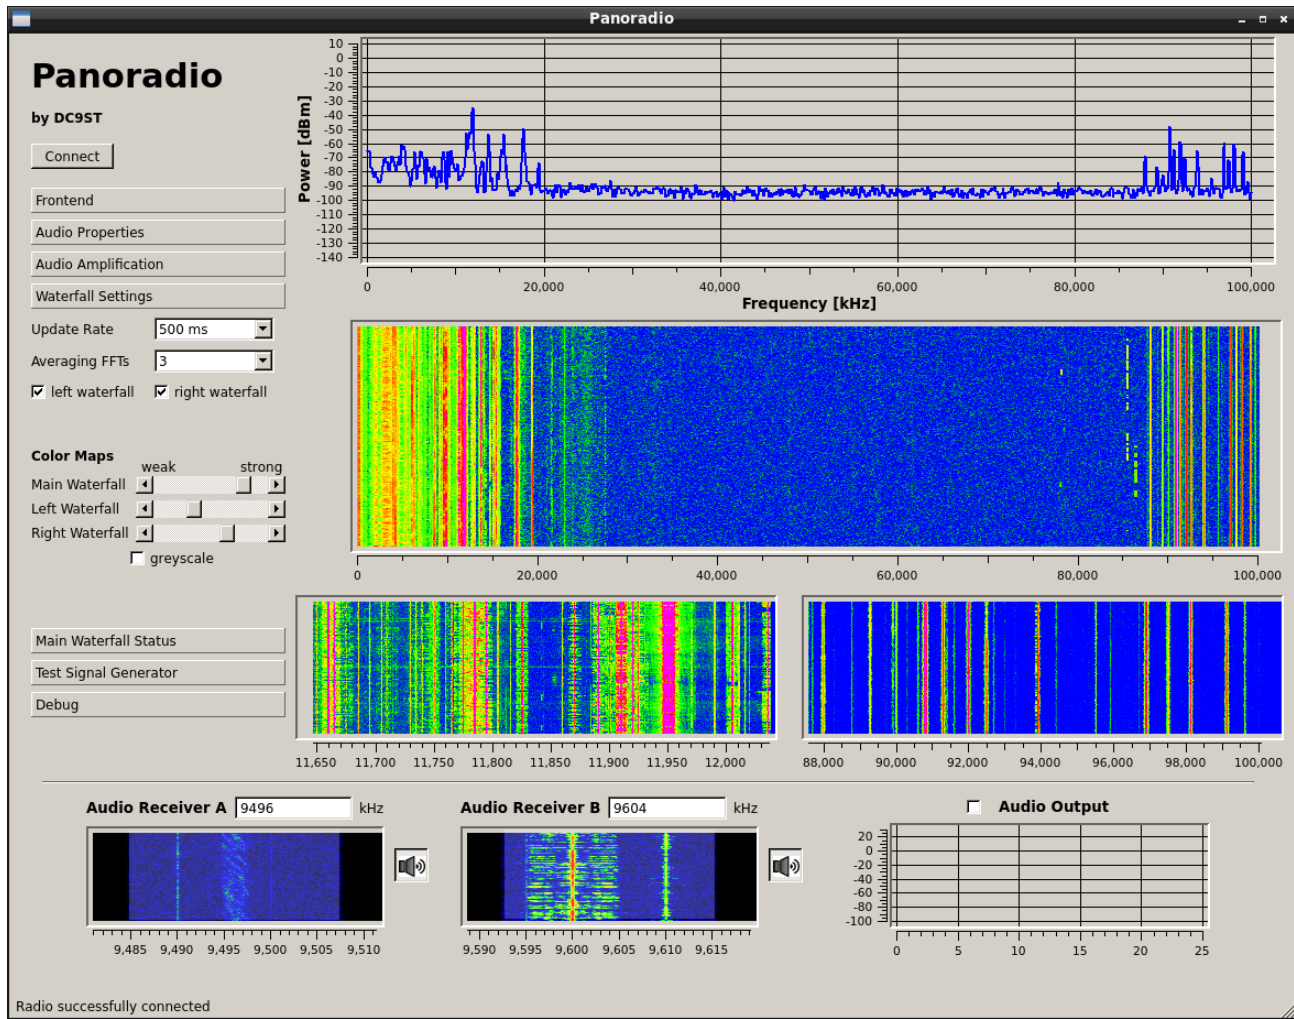 Panoradio
Panoradio
by DC9ST
Connect
Frontend
Audio Properties
Audio Amplification
Waterfall Settings
Update Rate 500 ms
Averaging FFTs 3
left waterfall right waterfall
Color Maps
weak strong
Main Waterfall
Left Waterfall
Right Waterfall
greyscale
Main Waterfall Status
Test Signal Generator
Debug
Power [dBm]
10
0
-10
-20
-30
-40
-50
-60
-70
-80
-90
-100
-110
-120
-130
-140
0 20,000 40,000 60,000 80,000 100,000
Frequency [kHz]
0 20,000 40,000 60,000 80,000 100,000
11,650 11,700 11,750 11,800 11,850 11,900 11,950 12,000
88,000 90,000 92,000 94,000 96,000 98,000 100,000
Audio Receiver A 9496 kHz
9,485 9,490 9,495 9,500 9,505 9,510
Audio Receiver B 9604 kHz
9,590 9,595 9,600 9,605 9,610 9,615
Audio Output
20
0
-20
-40
-60
-80
-100
0 5 10 15 20 25
Radio successfully connected